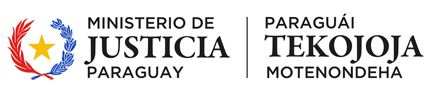 MINISTERIO DE
JUSTICIA
PARAGUAY
PARAGUÁI
TEKOJOJA
MOTENONDEHA